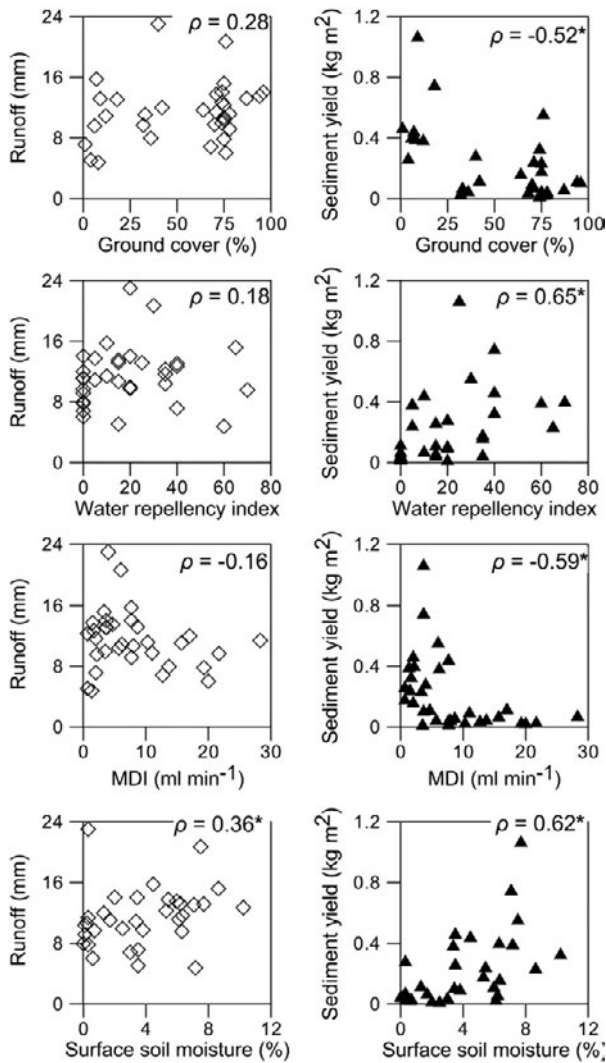 ρ = 0.28
Runoff (mm)
24
16
8
0
0 25 50 75 100
Ground cover (%)
ρ = -0.52*
Sediment yield (kg m²)
1.2
0.8
0.4
0
0 25 50 75 100
Ground cover (%)
ρ = 0.18
Runoff (mm)
24
16
8
0
0 20 40 60 80
Water repellency index
ρ = 0.65*
Sediment yield (kg m²)
1.2
0.8
0.4
0
0 20 40 60 80
Water repellency index
ρ = -0.16
Runoff (mm)
24
16
8
0
0 10 20 30
MDI (ml min⁻¹)
ρ = -0.59*
Sediment yield (kg m²)
1.2
0.8
0.4
0
0 10 20 30
MDI (ml min⁻¹)
ρ = 0.36*
Runoff (mm)
24
16
8
0
0 4 8 12
Surface soil moisture (%)
ρ = 0.62*
Sediment yield (kg m²)
1.2
0.8
0.4
0
0 4 8 12
Surface soil moisture (%)